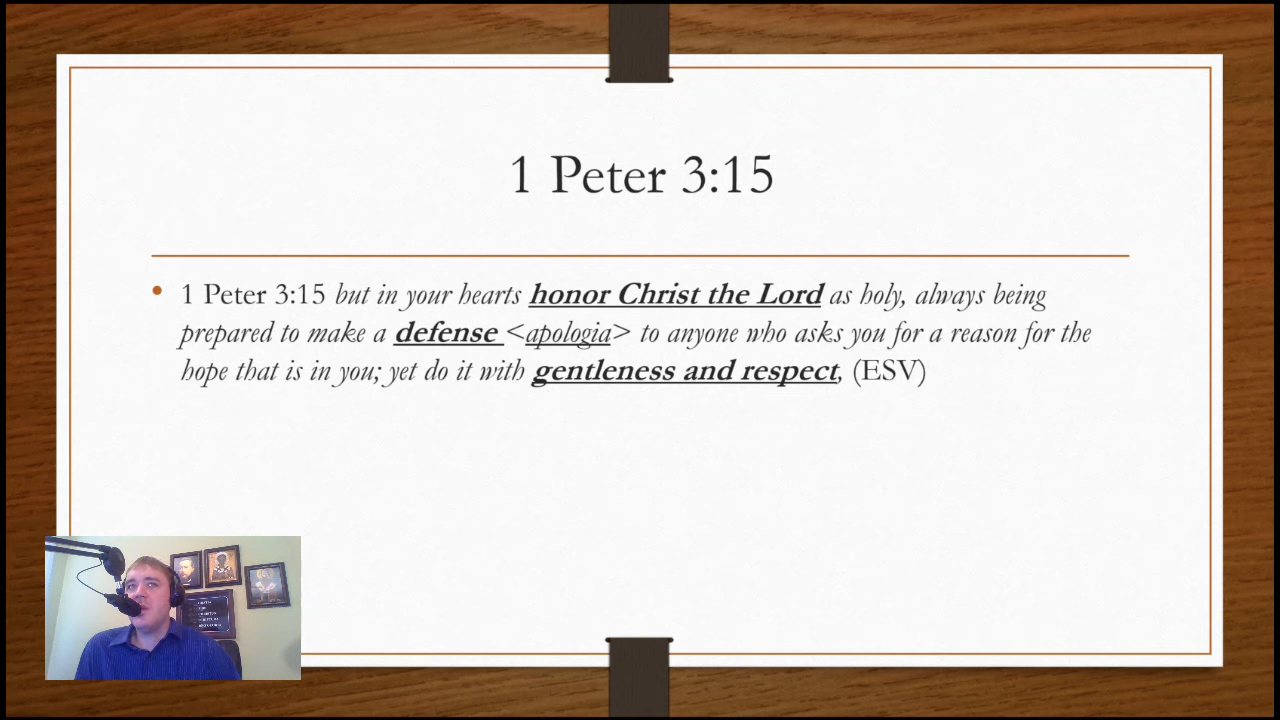 1 Peter 3:15
• 1 Peter 3:15 but in your hearts honor Christ the Lord as holy, always being
prepared to make a defense <apologia> to anyone who asks you for a reason for the
hope that is in you; yet do it with gentleness and respect, (ESV)